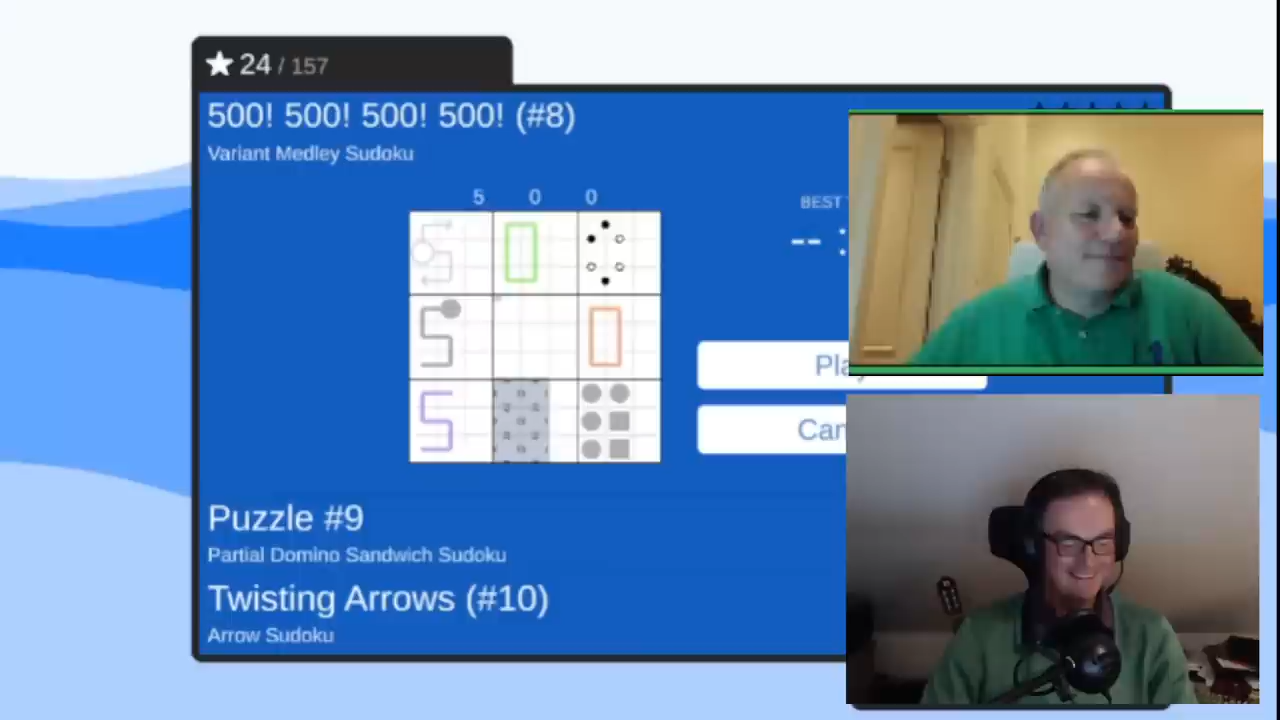 ★ 24 / 157
500! 500! 500! 500! (#8)
Variant Medley Sudoku
5 0 0
BEST
-- :
Play
Puzzle #9
Partial Domino Sandwich Sudoku
Twisting Arrows (#10)
Arrow Sudoku